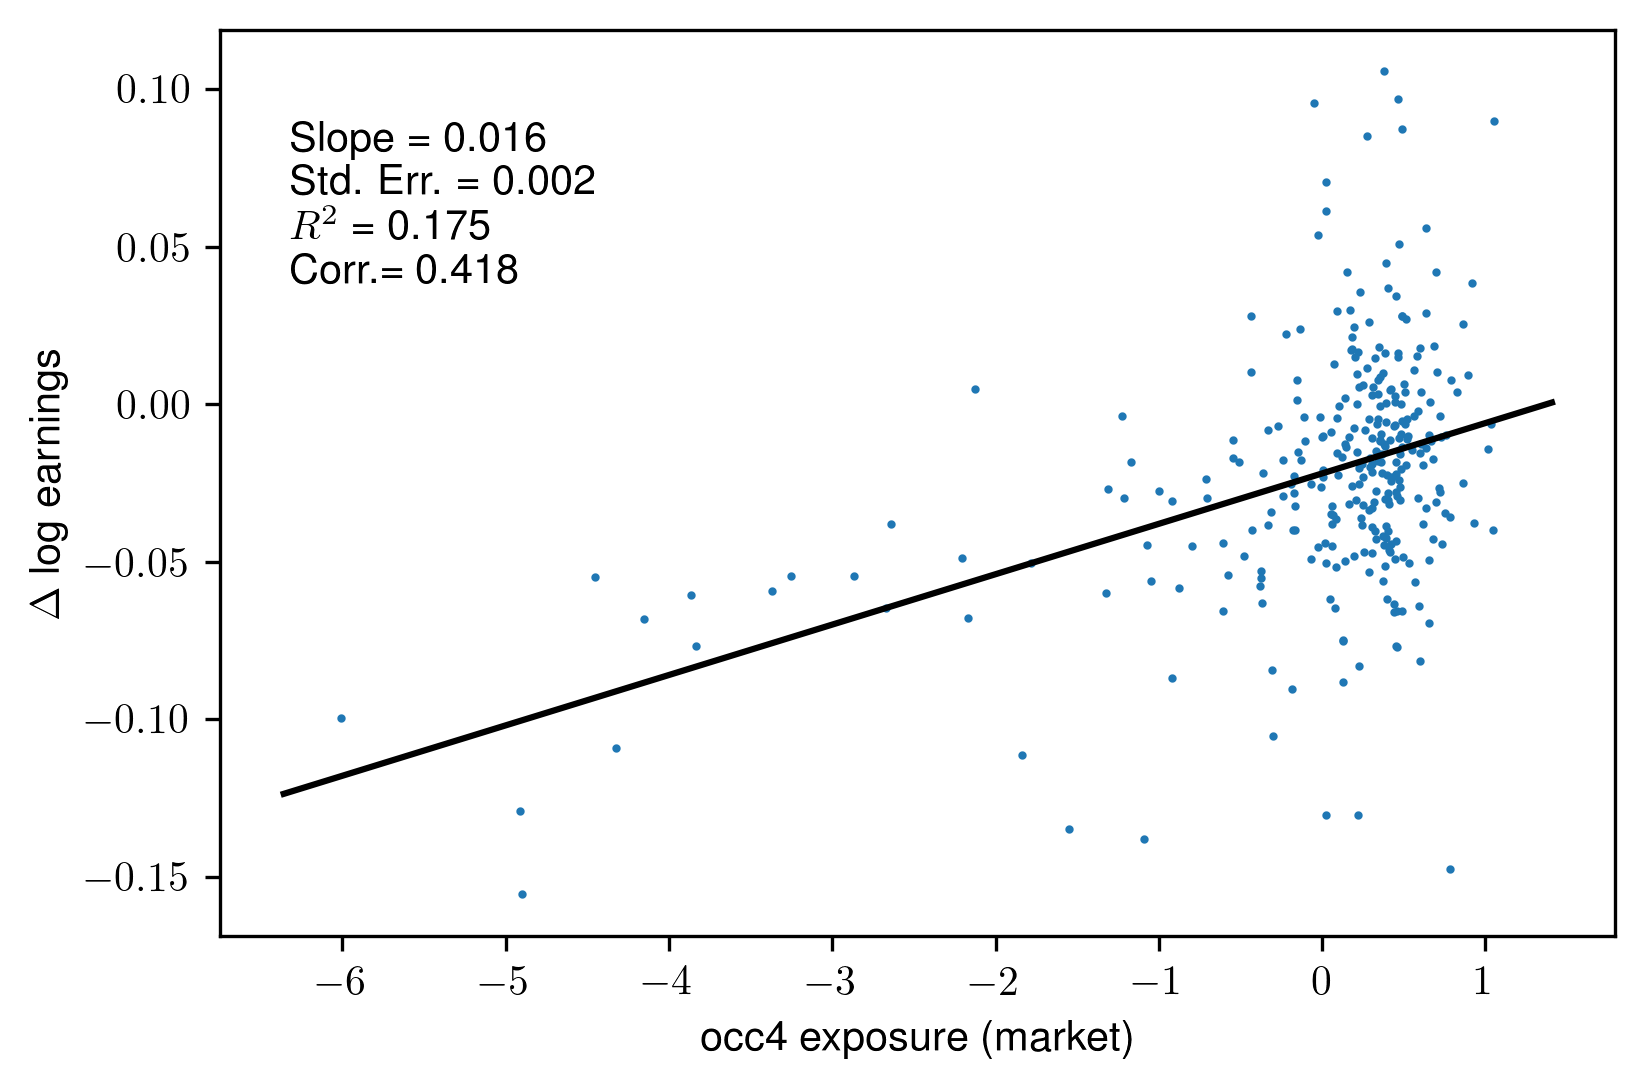 0.10
0.05
0.00
−0.05
−0.10
−0.15
Δ log earnings
Slope = 0.016
Std. Err. = 0.002
R² = 0.175
Corr.= 0.418
−6 −5 −4 −3 −2 −1 0 1
occ4 exposure (market)